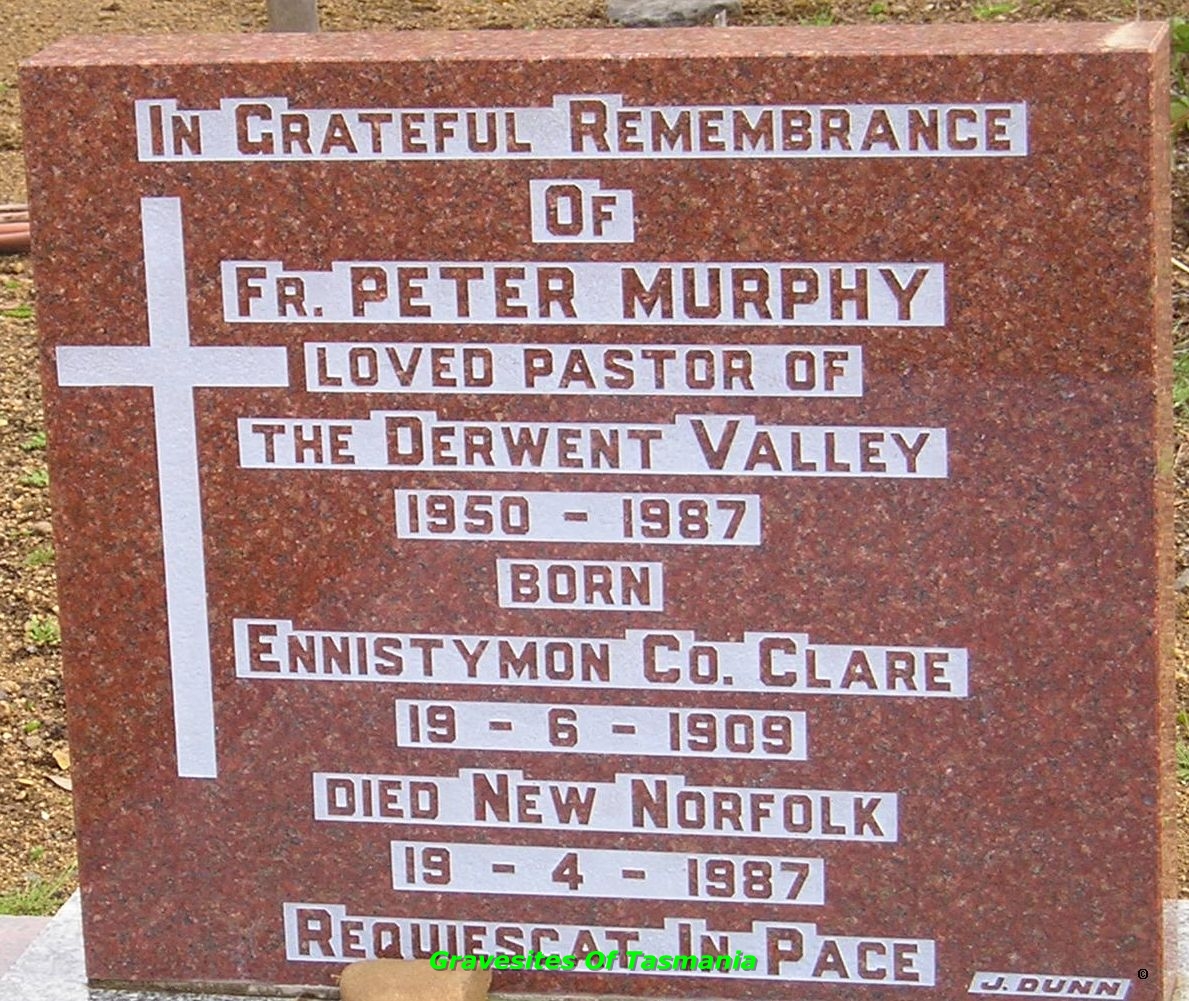 In Grateful Remembrance
Of
Fr. PETER MURPHY
LOVED PASTOR OF
THE DERWENT VALLEY
1950 - 1987
BORN
ENNISTYMON CO. CLARE
19 - 6 - 1909
DIED NEW NORFOLK
19 - 4 - 1987
REQUIESCAT IN PACE
Gravesites Of Tasmania
J. DUNN
©